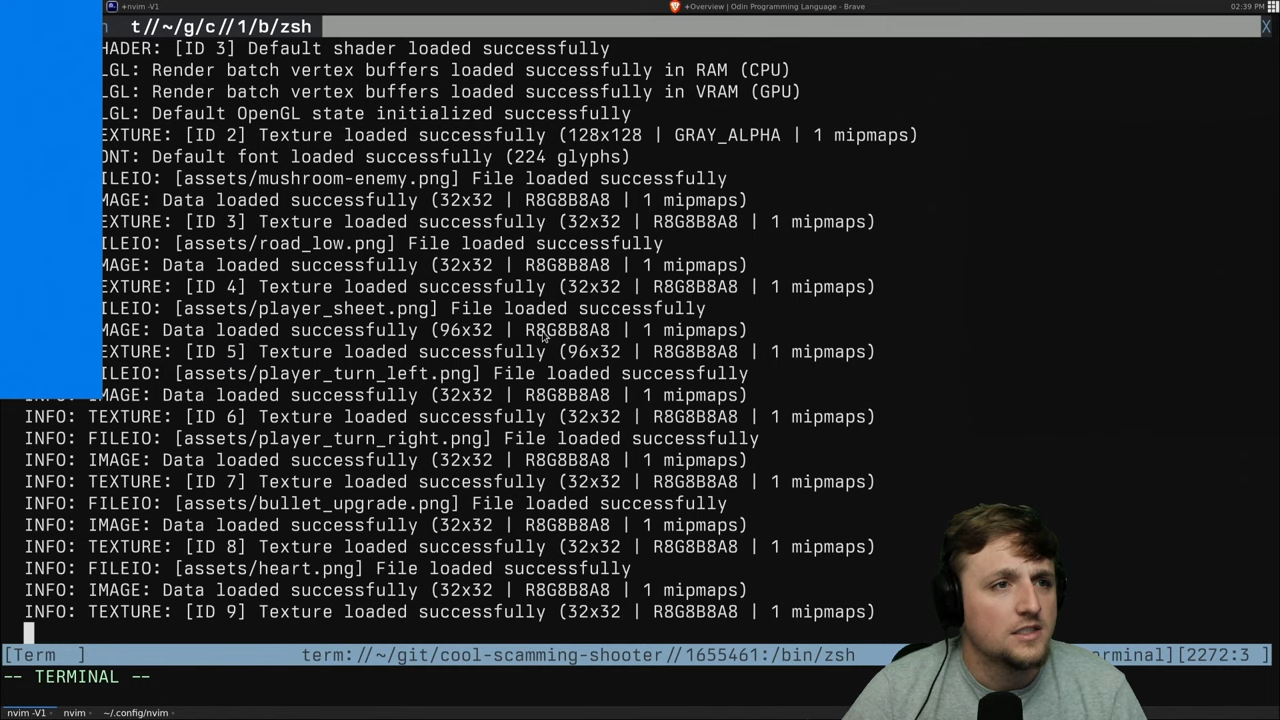 +nvim -V1
+Overview | Odin Programming Language - Brave
02:39 PM
n t//~/g/c//1/b/zsh X
HADER: [ID 3] Default shader loaded successfully
LGL: Render batch vertex buffers loaded successfully in RAM (CPU)
LGL: Render batch vertex buffers loaded successfully in VRAM (GPU)
LGL: Default OpenGL state initialized successfully
EXTURE: [ID 2] Texture loaded successfully (128x128 | GRAY_ALPHA | 1 mipmaps)
ONT: Default font loaded successfully (224 glyphs)
ILEIO: [assets/mushroom-enemy.png] File loaded successfully
MAGE: Data loaded successfully (32x32 | R8G8B8A8 | 1 mipmaps)
EXTURE: [ID 3] Texture loaded successfully (32x32 | R8G8B8A8 | 1 mipmaps)
ILEIO: [assets/road_low.png] File loaded successfully
MAGE: Data loaded successfully (32x32 | R8G8B8A8 | 1 mipmaps)
EXTURE: [ID 4] Texture loaded successfully (32x32 | R8G8B8A8 | 1 mipmaps)
ILEIO: [assets/player_sheet.png] File loaded successfully
MAGE: Data loaded successfully (96x32 | R8G8B8A8 | 1 mipmaps)
EXTURE: [ID 5] Texture loaded successfully (96x32 | R8G8B8A8 | 1 mipmaps)
ILEIO: [assets/player_turn_left.png] File loaded successfully
INFO: IMAGE: Data loaded successfully (32x32 | R8G8B8A8 | 1 mipmaps)
INFO: TEXTURE: [ID 6] Texture loaded successfully (32x32 | R8G8B8A8 | 1 mipmaps)
INFO: FILEIO: [assets/player_turn_right.png] File loaded successfully
INFO: IMAGE: Data loaded successfully (32x32 | R8G8B8A8 | 1 mipmaps)
INFO: TEXTURE: [ID 7] Texture loaded successfully (32x32 | R8G8B8A8 | 1 mipmaps)
INFO: FILEIO: [assets/bullet_upgrade.png] File loaded successfully
INFO: IMAGE: Data loaded successfully (32x32 | R8G8B8A8 | 1 mipmaps)
INFO: TEXTURE: [ID 8] Texture loaded successfully (32x32 | R8G8B8A8 | 1 mipmaps)
INFO: FILEIO: [assets/heart.png] File loaded successfully
INFO: IMAGE: Data loaded successfully (32x32 | R8G8B8A8 | 1 mipmaps)
INFO: TEXTURE: [ID 9] Texture loaded successfully (32x32 | R8G8B8A8 | 1 mipmaps)
[Term ] term://~/git/cool-scamming-shooter//1655461:/bin/zsh erminal][2272:3 ]
-- TERMINAL --
nvim -V1 nvim ~/.config/nvim